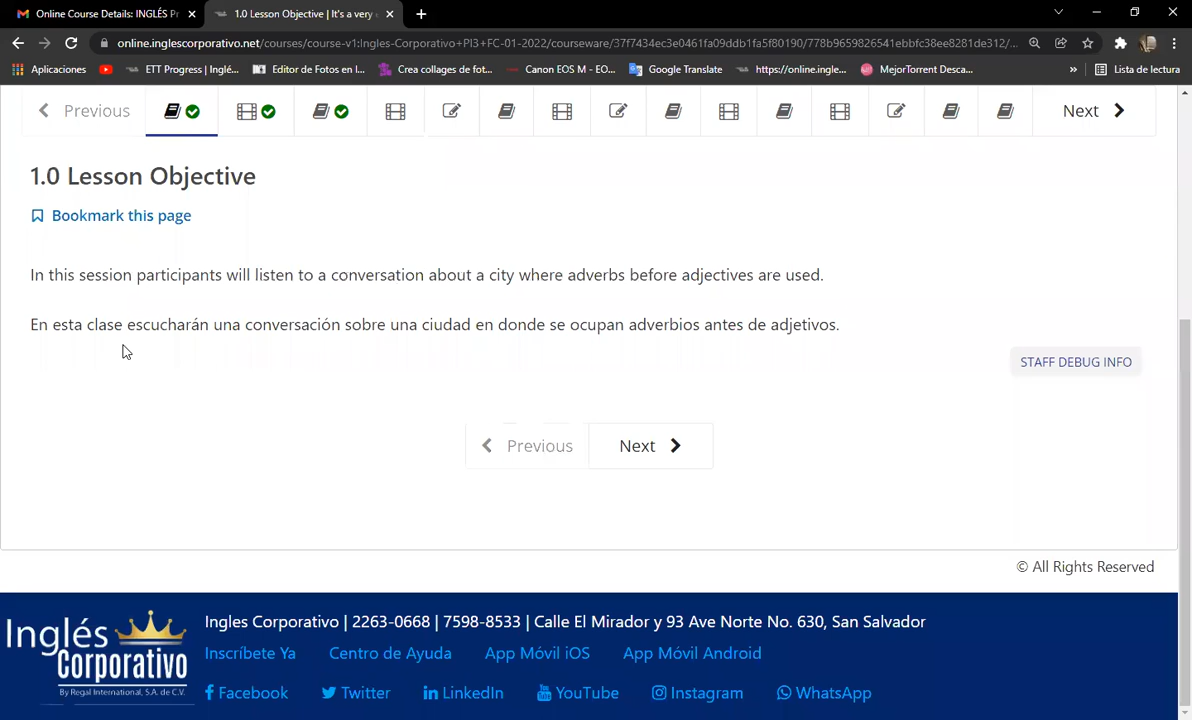 Online Course Details: INGLÉS Pr
1.0 Lesson Objective | It's a very
online.inglescorporativo.net/courses/course-v1:Ingles-Corporativo+PI3+FC-01-2022/courseware/37f7434ec3e0461fa09ddb1fa5f80190/778b9659826541ebbfc38ee8281de312/...
Aplicaciones
ETT Progress | Inglé...
Editor de Fotos en l...
Crea collages de fot...
Canon EOS M - EO...
Google Translate
https://online.ingle...
MejorTorrent Desca...
»
Lista de lectura
Previous
Next
1.0 Lesson Objective
Bookmark this page
In this session participants will listen to a conversation about a city where adverbs before adjectives are used.
En esta clase escucharán una conversación sobre una ciudad en donde se ocupan adverbios antes de adjetivos.
STAFF DEBUG INFO
Previous
Next
© All Rights Reserved
Inglés
Corporativo
By Regal International, S.A. de C.V.
Ingles Corporativo | 2263-0668 | 7598-8533 | Calle El Mirador y 93 Ave Norte No. 630, San Salvador
Inscríbete Ya
Centro de Ayuda
App Móvil iOS
App Móvil Android
Facebook
Twitter
LinkedIn
YouTube
Instagram
WhatsApp